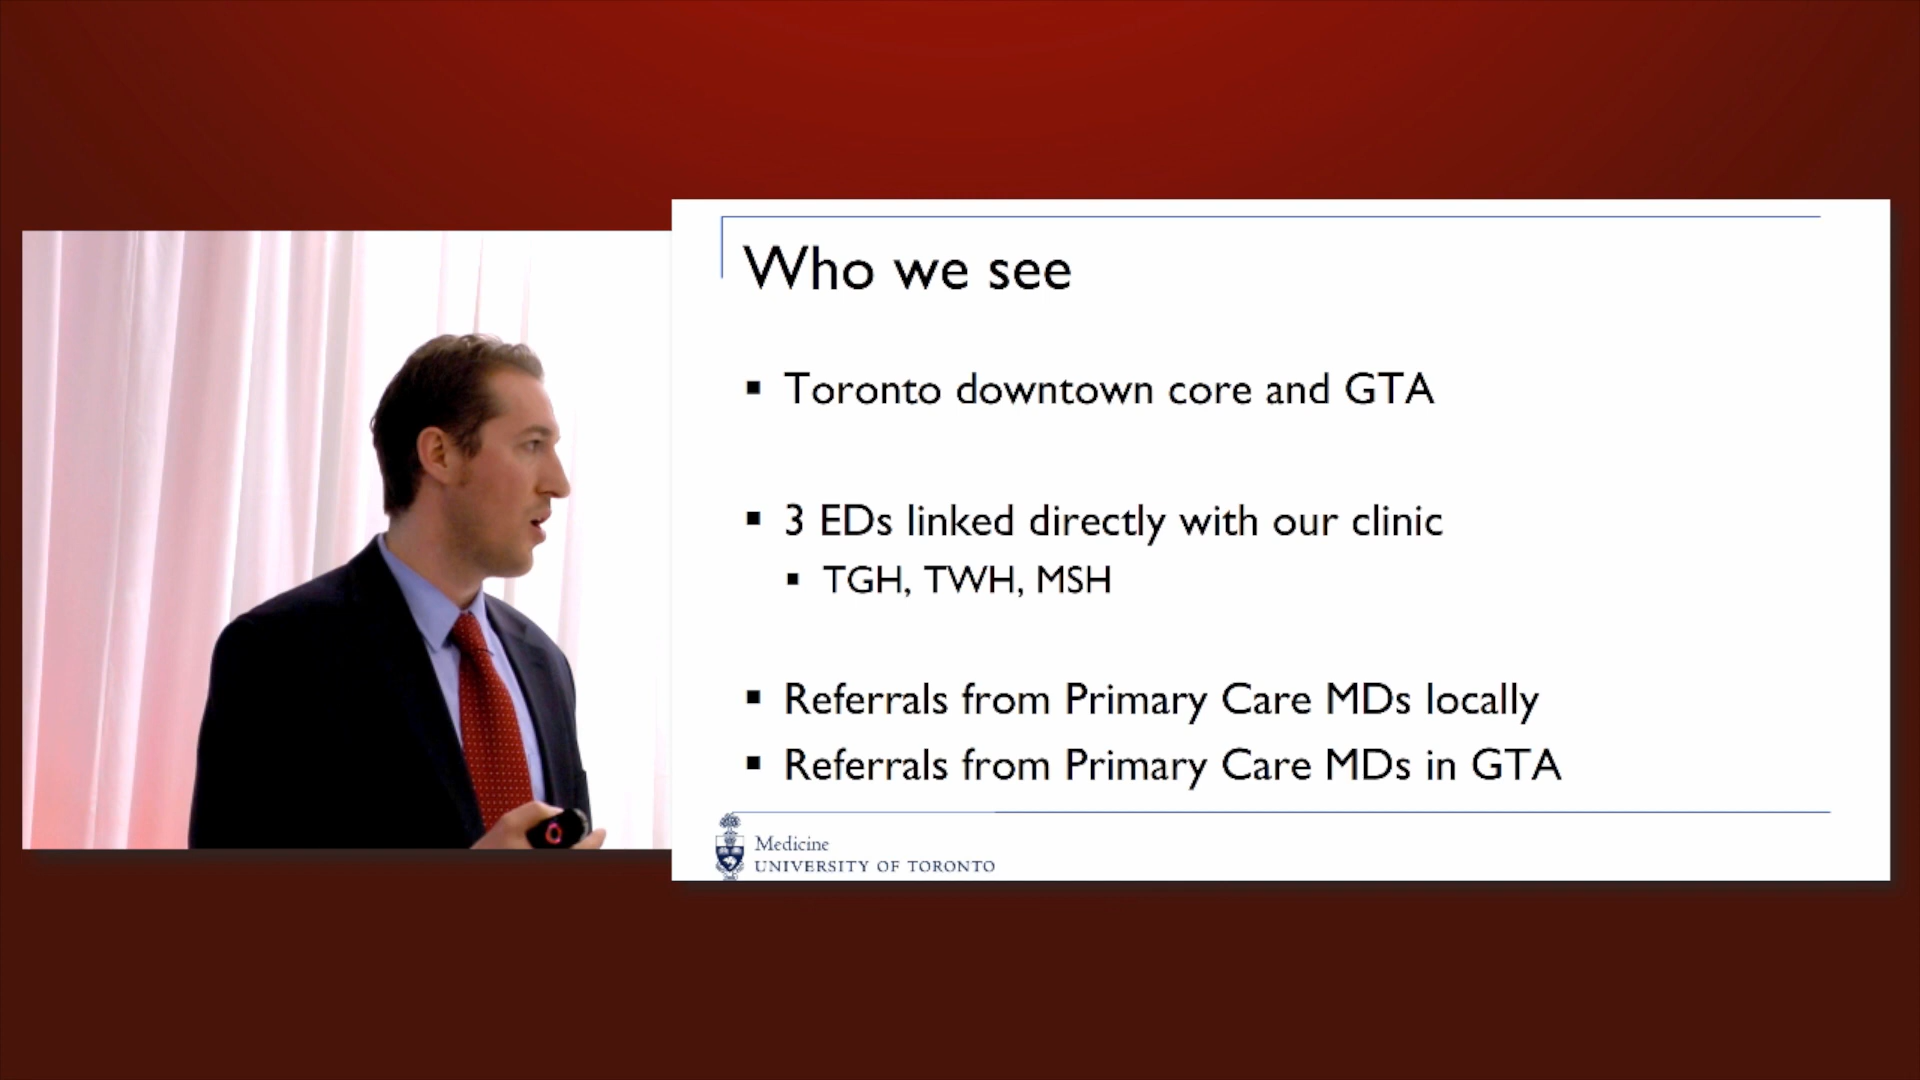 Who we see
▪ Toronto downtown core and GTA
▪ 3 EDs linked directly with our clinic
▪ TGH, TWH, MSH
▪ Referrals from Primary Care MDs locally
▪ Referrals from Primary Care MDs in GTA
Medicine
UNIVERSITY OF TORONTO